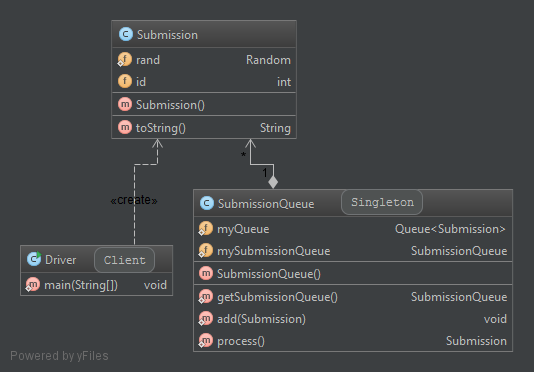 Submission
rand Random
id int
Submission()
toString() String
* 1
«create»
SubmissionQueue Singleton
myQueue Queue<Submission>
mySubmissionQueue SubmissionQueue
SubmissionQueue()
getSubmissionQueue() SubmissionQueue
add(Submission) void
process() Submission
Driver Client
main(String[]) void
Powered by yFiles